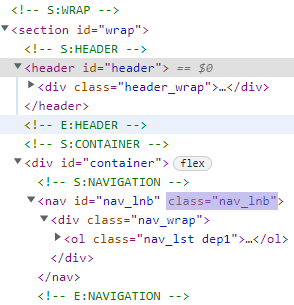 <!-- S:WRAP -->
▼<section id="wrap">
<!-- S:HEADER -->
▼<header id="header"> == $0
▶<div class="header_wrap">…</div>
</header>
<!-- E:HEADER -->
<!-- S:CONTAINER -->
▼<div id="container"> flex
<!-- S:NAVIGATION -->
▼<nav id="nav_lnb" class="nav_lnb">
▼<div class="nav_wrap">
▶<ol class="nav_lst dep1">…</ol>
</div>
</nav>
<!-- E:NAVIGATION -->